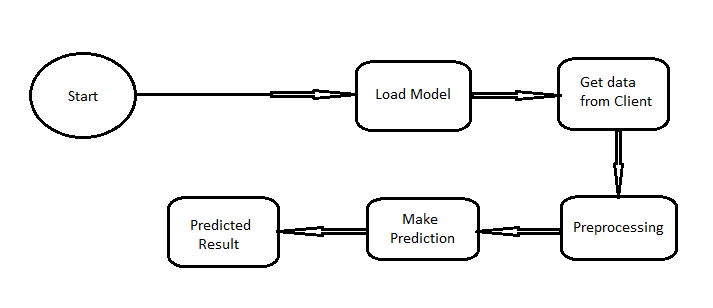 Start
Load Model
Get data
from Client
Preprocessing
Make
Prediction
Predicted
Result